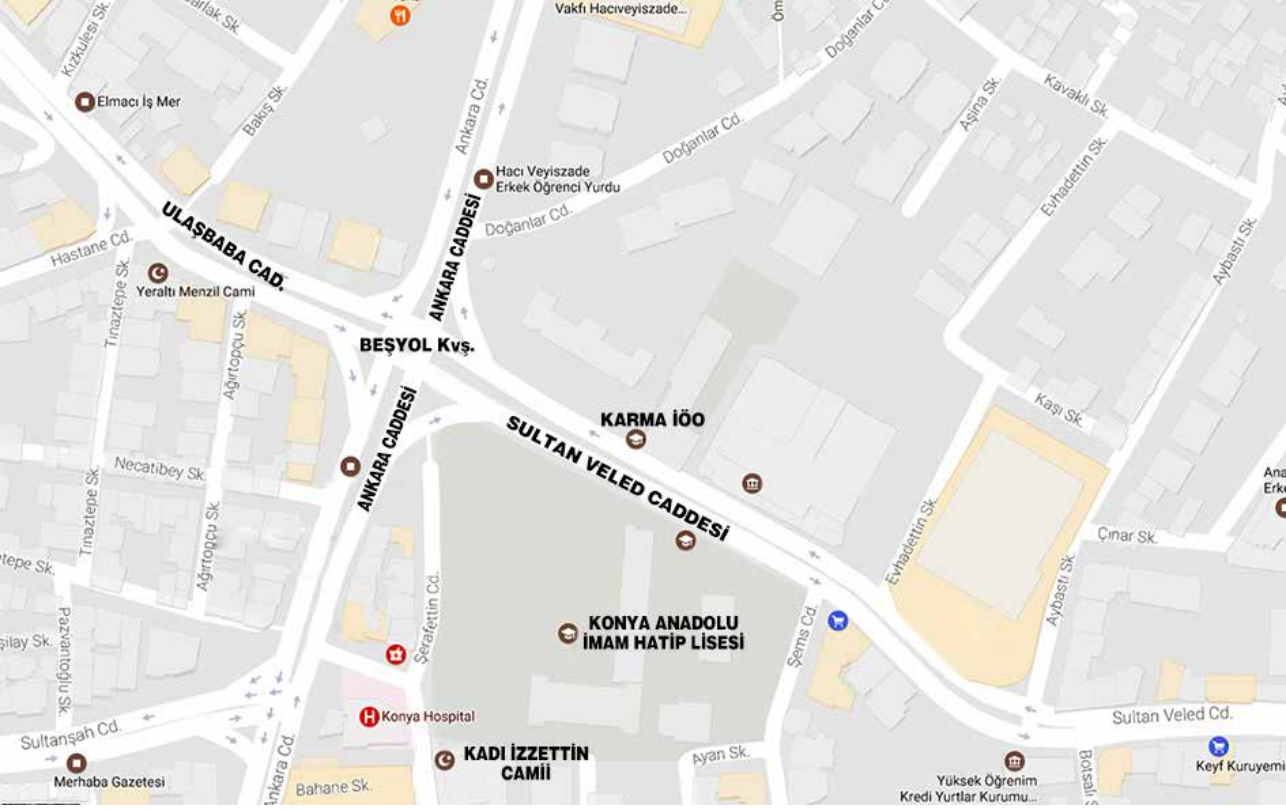 Vakfı Hacıveyiszade...
Doğanlar Cd.
Kızkulesi Sk.
Elmacı İş Mer
Bakış Sk.
Ankara Cd.
Hacı Veyiszade
Erkek Öğrenci Yurdu
Doğanlar Cd.
Doğanlar Cd.
Aşina Sk.
Kavaklı Sk.
Evhadettin Sk.
Aybastı Sk.
ULAŞBABA CAD.
ANKARA CADDESİ
Hastane Cd.
Yeraltı Menzil Cami
Tınaztepe Sk.
Ağırtopçu Sk.
BEŞYOL Kvş.
ANKARA CADDESİ
KARMA İÖO
SULTAN VELED CADDESİ
Kaşı Sk.
Necatibey Sk.
Tınaztepe Sk.
Ağırtopçu Sk.
Evhadettin Sk.
Çınar Sk.
Aybastı Sk.
Şerafettin Cd.
KONYA ANADOLU
İMAM HATİP LİSESİ
Şems Cd.
Pazvantoğlu Sk.
Sultanşah Cd.
Konya Hospital
Sultan Veled Cd.
Merhaba Gazetesi
Ankara Cd.
Bahane Sk.
KADI İZZETTİN
CAMİİ
Ayan Sk.
Yüksek Öğrenim
Kredi Yurtlar Kurumu...
Keyf Kuruyemi